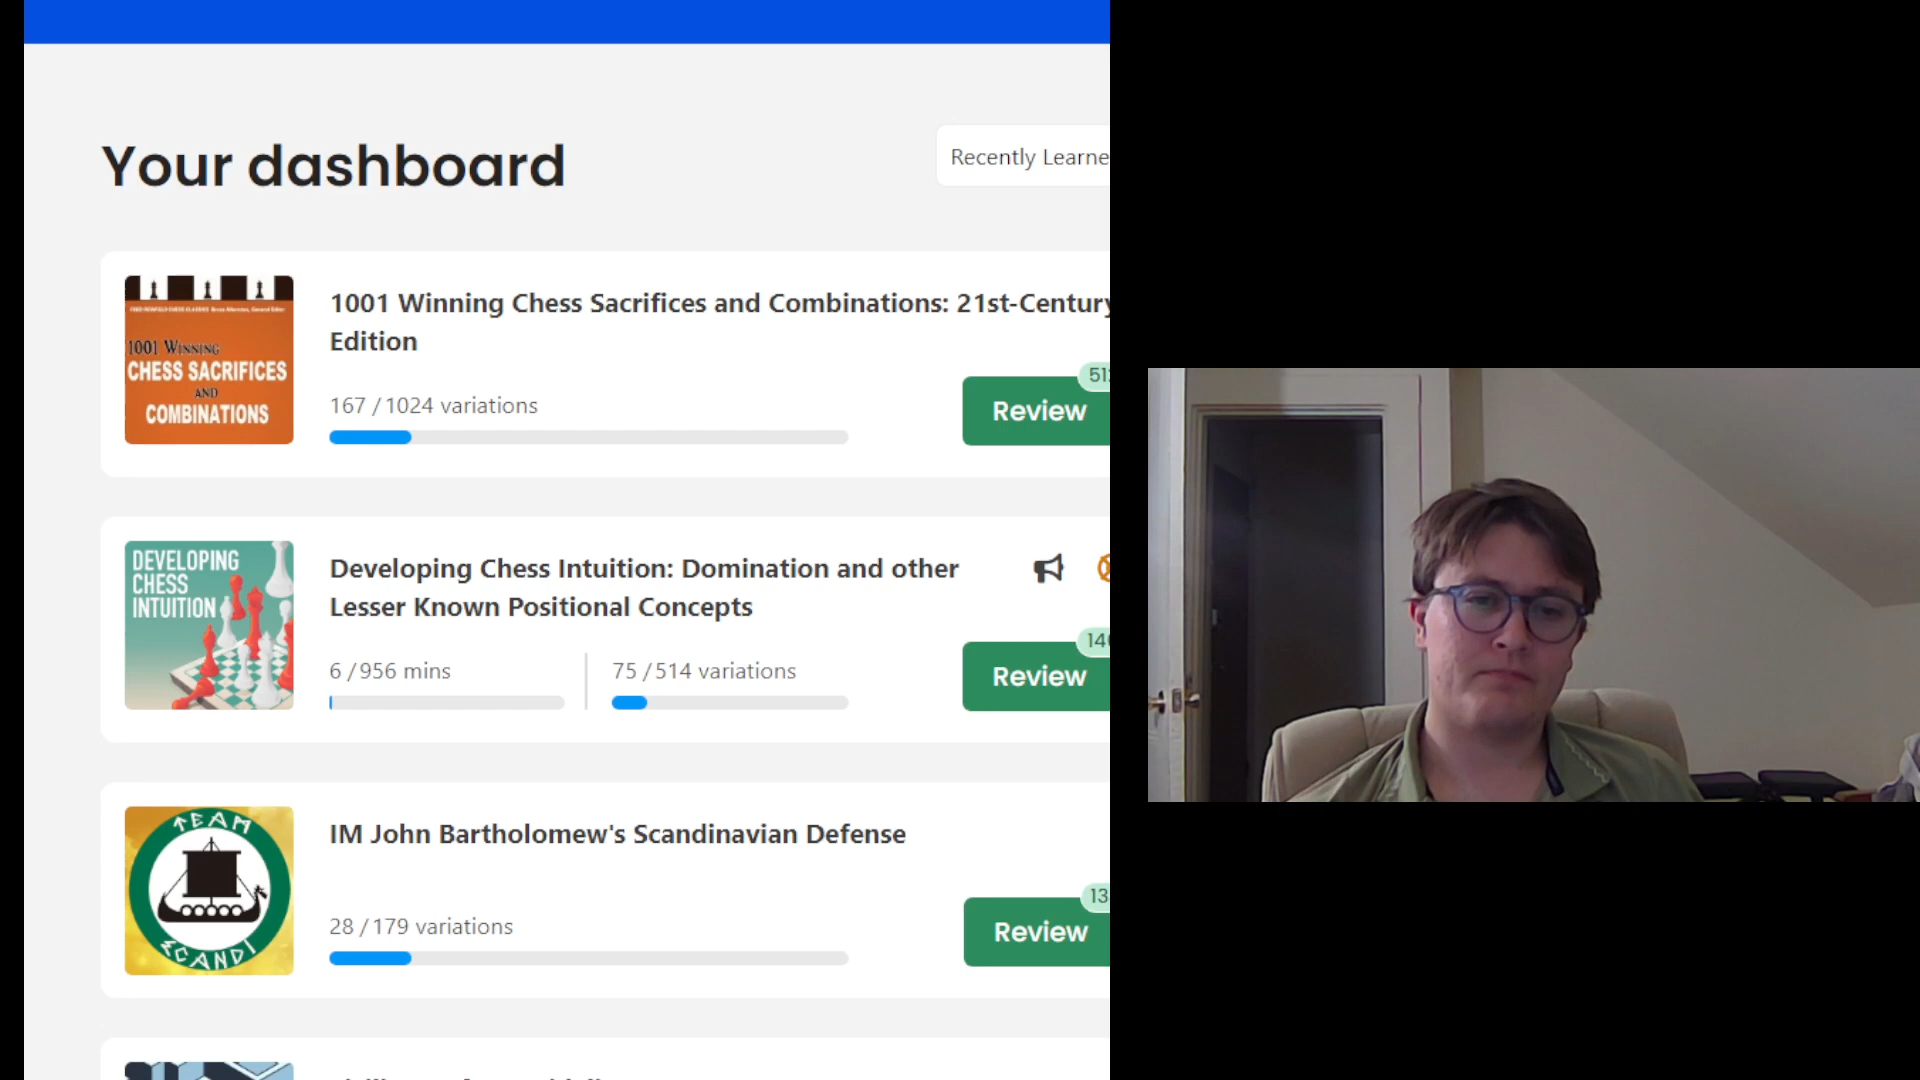 Your dashboard
Recently Learne
1001 WINNING
CHESS SACRIFICES
AND
COMBINATIONS
1001 Winning Chess Sacrifices and Combinations: 21st-Century
Edition
167 / 1024 variations
Review
DEVELOPING
CHESS
INTUITION
Developing Chess Intuition: Domination and other
Lesser Known Positional Concepts
6 / 956 mins
75 / 514 variations
Review
TEAM
SCANDI
IM John Bartholomew's Scandinavian Defense
28 / 179 variations
13
Review